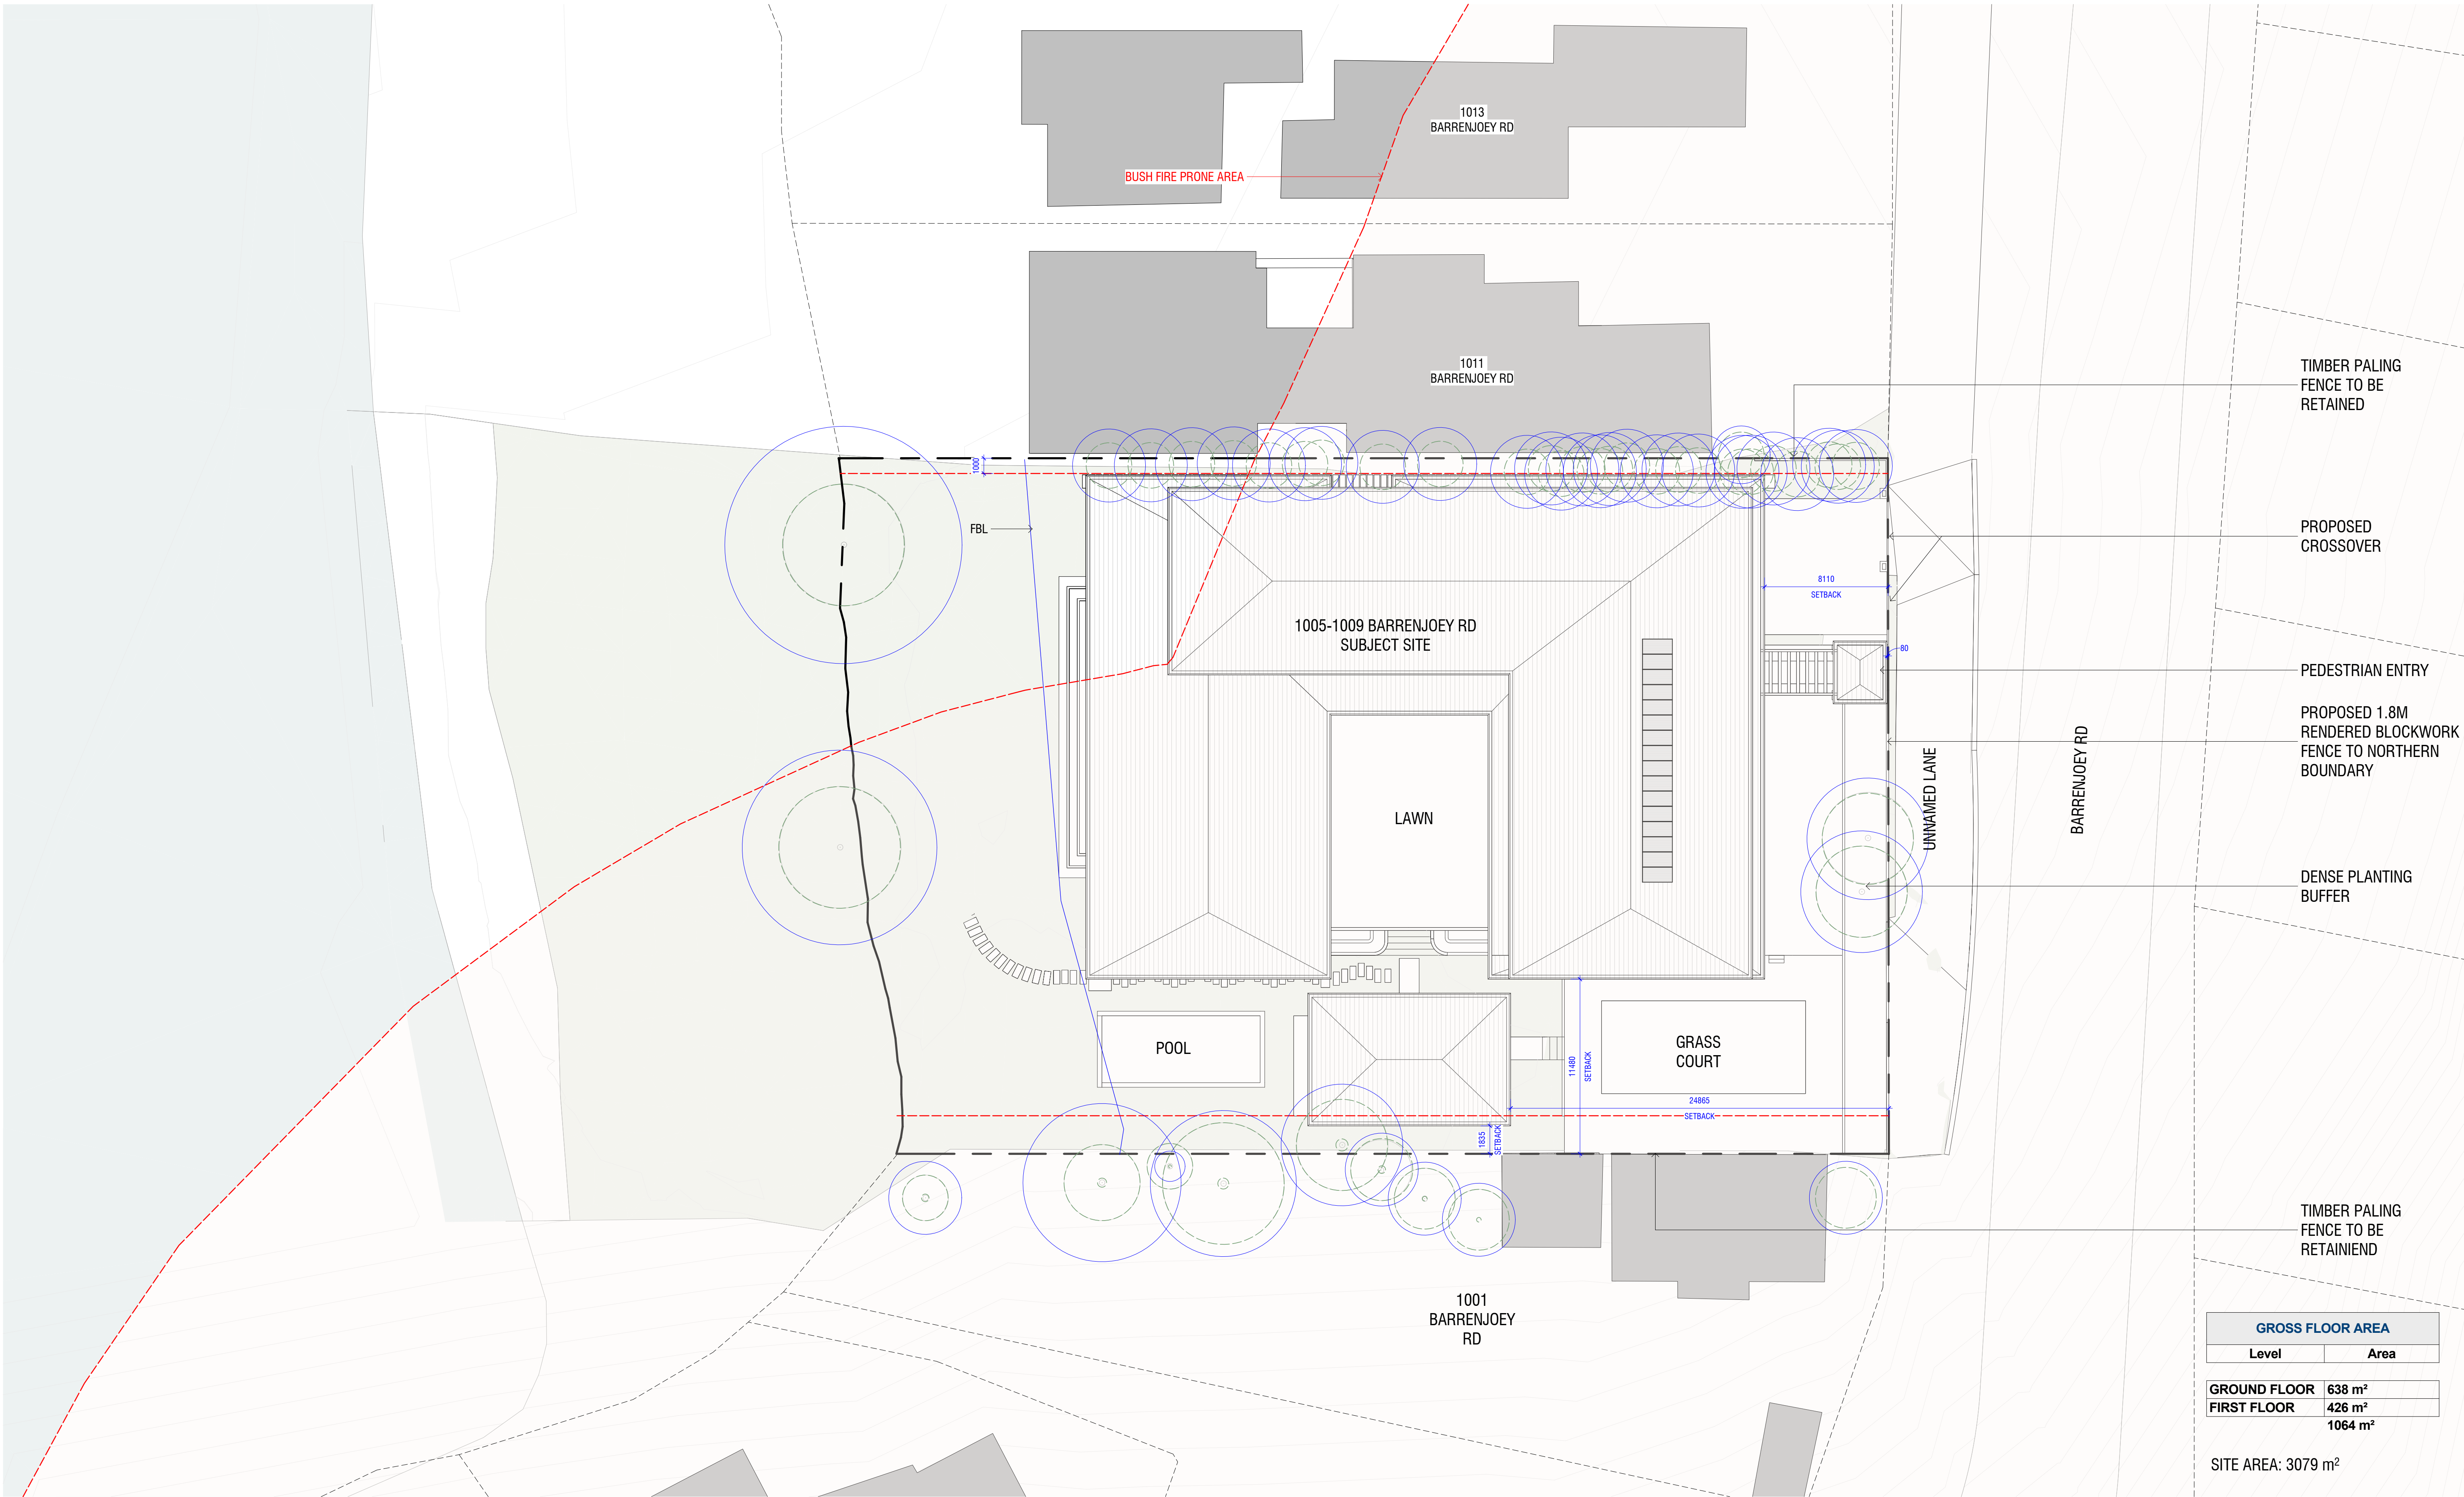 1013
BARRENJOEY RD
BUSH FIRE PRONE AREA
1011
BARRENJOEY RD
TIMBER PALING
FENCE TO BE
RETAINED
1000
FBL
PROPOSED
CROSSOVER
8110
SETBACK
1005-1009 BARRENJOEY RD
SUBJECT SITE
80
PEDESTRIAN ENTRY
PROPOSED 1.8M
RENDERED BLOCKWORK
FENCE TO NORTHERN
BOUNDARY
UNNAMED LANE
BARRENJOEY RD
LAWN
DENSE PLANTING
BUFFER
POOL
GRASS
COURT
11480
SETBACK
24865
SETBACK
1835
SETBACK
TIMBER PALING
FENCE TO BE
RETAINIEND
1001
BARRENJOEY
RD
GROSS FLOOR AREA
Level Area
GROUND FLOOR 638 m²
FIRST FLOOR 426 m²
1064 m²
SITE AREA: 3079 m²